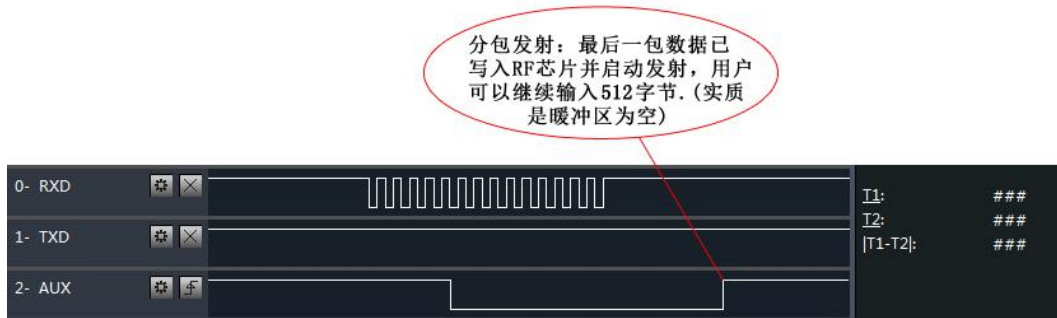 分包发射：最后一包数据已
写入RF芯片并启动发射，用户
可以继续输入512字节.(实质
是暖冲区为空)
0- RXD
T1: ###
1- TXD
T2: ###
|T1-T2|: ###
2- AUX